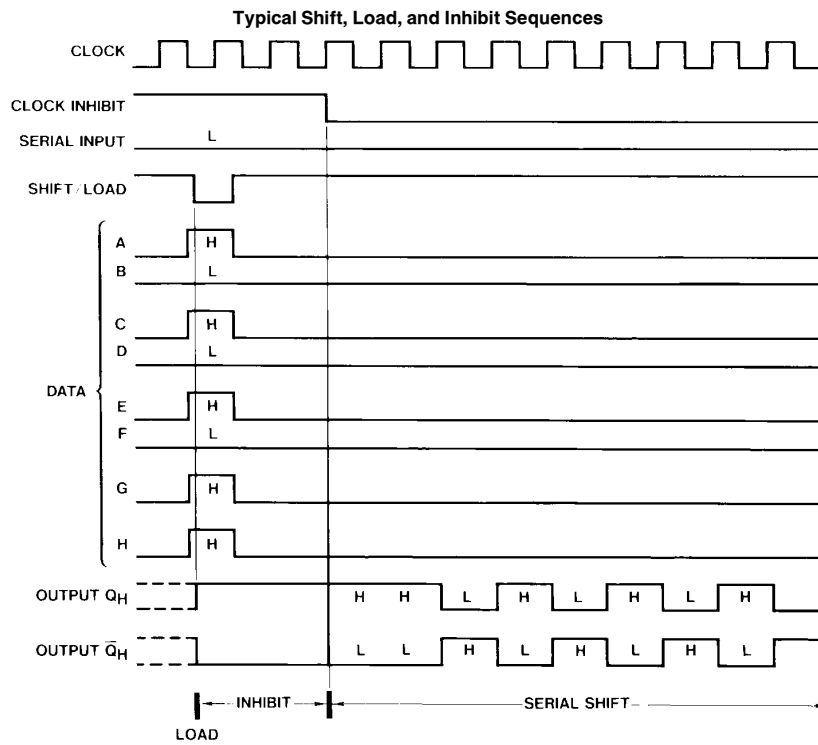 Typical Shift, Load, and Inhibit Sequences
CLOCK
CLOCK INHIBIT
SERIAL INPUT
L
SHIFT/LOAD
DATA
A
H
B
L
C
H
D
L
E
H
F
L
G
H
H
H
OUTPUT QH
H H L H L H L H
OUTPUT Q̅H
L L H L H L H L
INHIBIT
SERIAL SHIFT
LOAD